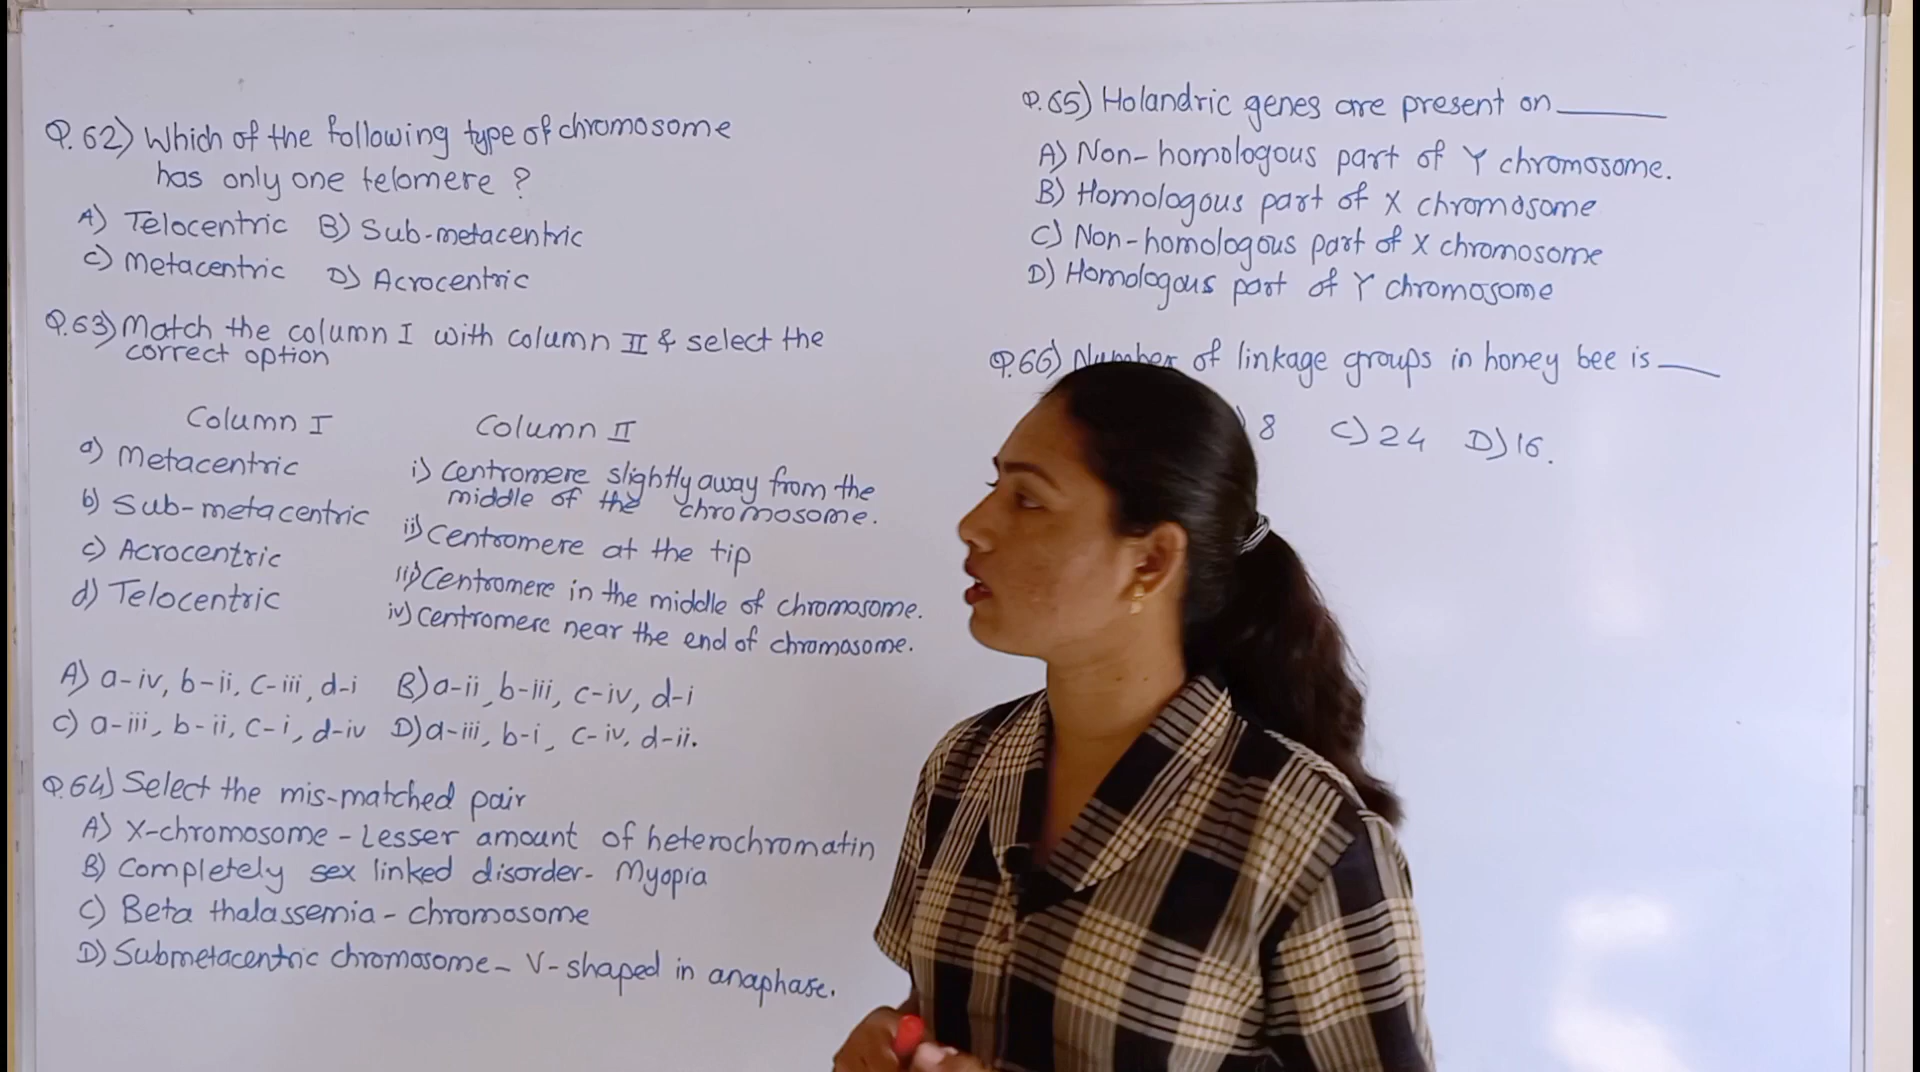 Q.62) Which of the following type of chromosome
has only one telomere ?
A) Telocentric B) Sub-metacentric
C) Metacentric D) Acrocentric
Q.63) Match the column I with column II & select the
correct option
Column I Column II
a) Metacentric
b) Sub-metacentric
c) Acrocentric
d) Telocentric
i) Centromere slightly away from the
middle of the chromosome.
ii) Centromere at the tip
iii) Centromere in the middle of chromosome.
iv) Centromere near the end of chromosome.
A) a-iv, b-ii, c-iii, d-i B) a-ii, b-iii, c-iv, d-i
C) a-iii, b-ii, c-i, d-iv D) a-iii, b-i, c-iv, d-ii.
Q.64) Select the mis-matched pair
A) X-chromosome - Lesser amount of heterochromatin
B) Completely sex linked disorder- Myopia
C) Beta thalassemia - chromosome
D) Submetacentric chromosome - V-shaped in anaphase.
Q.65) Holandric genes are present on ____
A) Non-homologous part of Y chromosome.
B) Homologous part of X chromosome
C) Non-homologous part of X chromosome
D) Homologous part of Y chromosome
Q.66) Number of linkage groups in honey bee is ___
) 8 C) 24 D) 16.